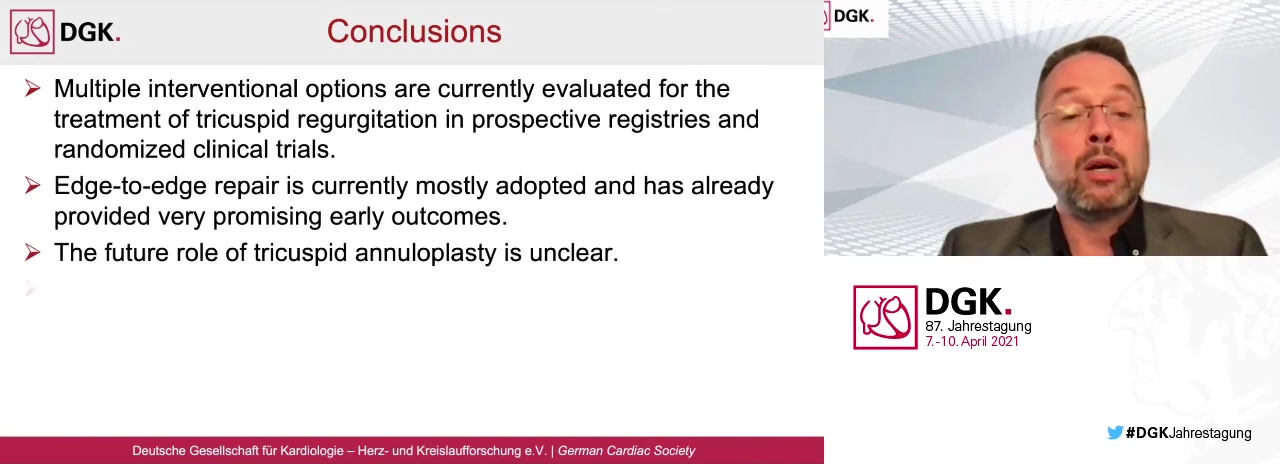 DGK.
Conclusions
Multiple interventional options are currently evaluated for the
treatment of tricuspid regurgitation in prospective registries and
randomized clinical trials.
Edge-to-edge repair is currently mostly adopted and has already
provided very promising early outcomes.
The future role of tricuspid annuloplasty is unclear.
Deutsche Gesellschaft für Kardiologie – Herz- und Kreislaufforschung e.V. | German Cardiac Society
DGK.
DGK.
87. Jahrestagung
7.-10. April 2021
#DGKJahrestagung